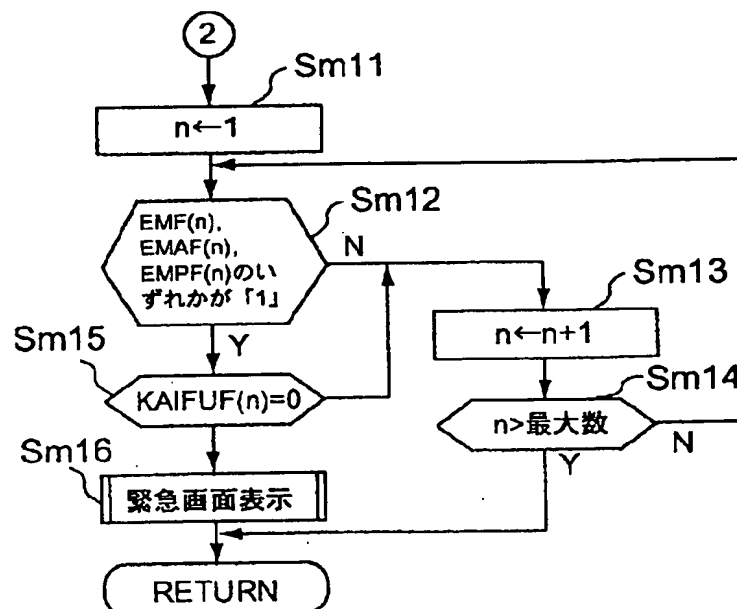 2
Sm11
n←1
Sm12
EMF(n),
EMAF(n),
EMPF(n)のい
ずれかが「1」
N
Y
Sm13
n←n+1
Sm14
n>最大数
N
Y
Sm15
KAIFUF(n)=0
Sm16
緊急画面表示
RETURN